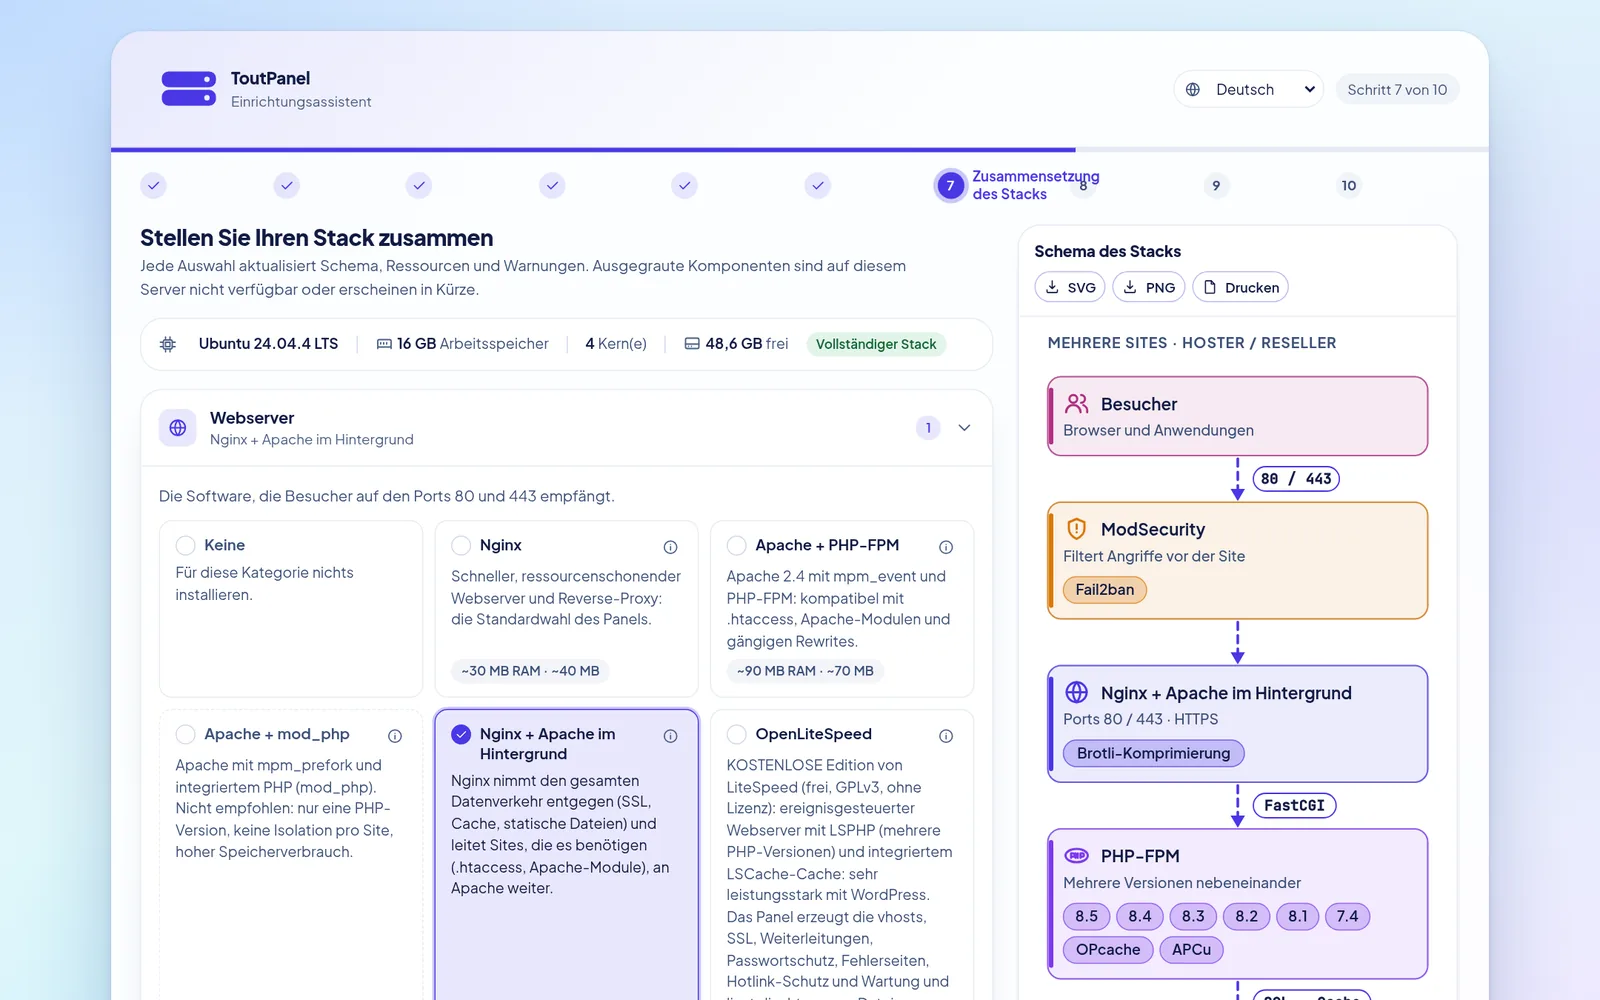 ToutPanel
Einrichtungsassistent
Deutsch
Schritt 7 von 10
7
Zusammensetzung
des Stacks
8
9
10
Stellen Sie Ihren Stack zusammen
Jede Auswahl aktualisiert Schema, Ressourcen und Warnungen. Ausgegraute Komponenten sind auf diesem
Server nicht verfügbar oder erscheinen in Kürze.
Ubuntu 24.04.4 LTS
16 GB Arbeitsspeicher
4 Kern(e)
48,6 GB frei
Vollständiger Stack
Webserver
Nginx + Apache im Hintergrund
1
Die Software, die Besucher auf den Ports 80 und 443 empfängt.
Keine
Für diese Kategorie nichts
installieren.
Nginx
Schneller, ressourcenschonender
Webserver und Reverse-Proxy:
die Standardwahl des Panels.
~30 MB RAM · ~40 MB
Apache + PHP-FPM
Apache 2.4 mit mpm_event und
PHP-FPM: kompatibel mit
.htaccess, Apache-Modulen und
gängigen Rewrites.
~90 MB RAM · ~70 MB
Apache + mod_php
Apache mit mpm_prefork und
integriertem PHP (mod_php).
Nicht empfohlen: nur eine PHP-
Version, keine Isolation pro Site,
hoher Speicherverbrauch.
Nginx + Apache im
Hintergrund
Nginx nimmt den gesamten
Datenverkehr entgegen (SSL,
Cache, statische Dateien) und
leitet Sites, die es benötigen
(.htaccess, Apache-Module), an
Apache weiter.
OpenLiteSpeed
KOSTENLOSE Edition von
LiteSpeed (frei, GPLv3, ohne
Lizenz): ereignisgesteuerter
Webserver mit LSPHP (mehrere
PHP-Versionen) und integriertem
LSCache-Cache: sehr
leistungsstark mit WordPress.
Das Panel erzeugt die vhosts,
SSL, Weiterleitungen,
Passwortschutz, Fehlerseiten,
Hotlink-Schutz und Wartung und
Schema des Stacks
SVG
PNG
Drucken
MEHRERE SITES · HOSTER / RESELLER
Besucher
Browser und Anwendungen
80 / 443
ModSecurity
Filtert Angriffe vor der Site
Fail2ban
Nginx + Apache im Hintergrund
Ports 80 / 443 · HTTPS
Brotli-Komprimierung
FastCGI
PHP
PHP-FPM
Mehrere Versionen nebeneinander
8.5
8.4
8.3
8.2
8.1
7.4
OPcache
APCu